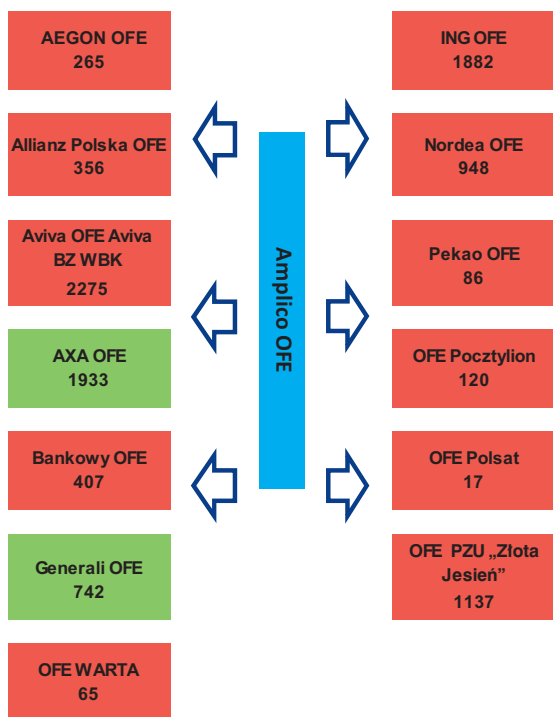 AEGON OFE
265
Allianz Polska OFE
356
Aviva OFE Aviva
BZ WBK
2275
AXA OFE
1933
Bankowy OFE
407
Generali OFE
742
OFE WARTA
65
Amplico OFE
ING OFE
1882
Nordea OFE
948
Pekao OFE
86
OFE Pocztylion
120
OFE Polsat
17
OFE PZU „Złota
Jesień”
1137